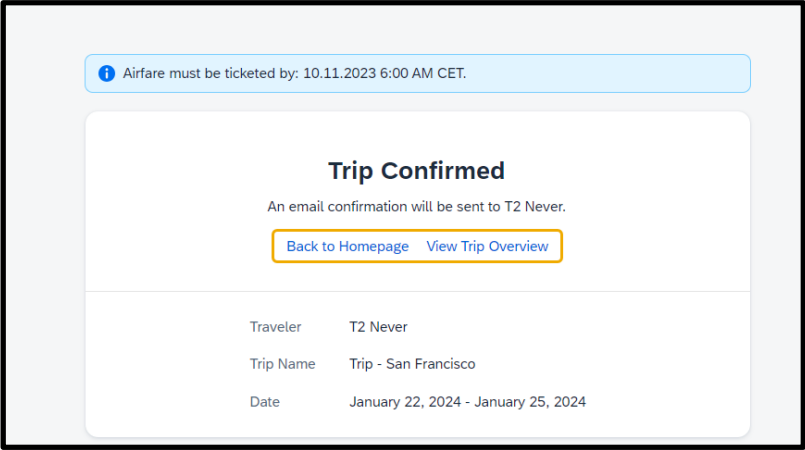 Airfare must be ticketed by: 10.11.2023 6:00 AM CET.
Trip Confirmed
An email confirmation will be sent to T2 Never.
Back to Homepage View Trip Overview
Traveler T2 Never
Trip Name Trip - San Francisco
Date January 22, 2024 - January 25, 2024